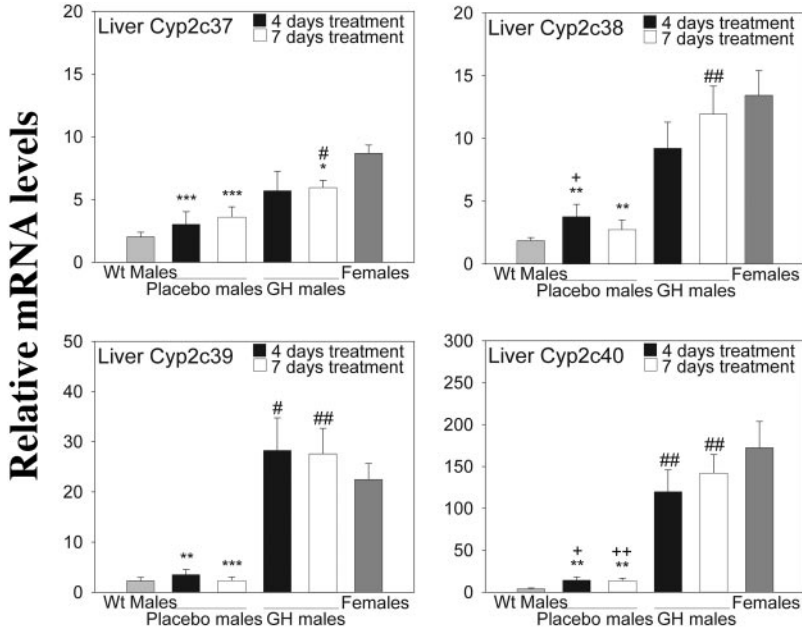 Relative mRNA levels
Liver Cyp2c37
4 days treatment
7 days treatment
20
15
10
5
0
***
***
#
*
Wt Males
Females
Placebo males
GH males
Liver Cyp2c38
4 days treatment
7 days treatment
20
15
10
5
0
+
**
**
##
Wt Males
Females
Placebo males
GH males
Liver Cyp2c39
4 days treatment
7 days treatment
50
40
30
20
10
0
**
***
#
##
Wt Males
Females
Placebo males
GH males
Liver Cyp2c40
4 days treatment
7 days treatment
300
250
200
150
100
50
0
+
**
++
**
##
##
Wt Males
Females
Placebo males
GH males